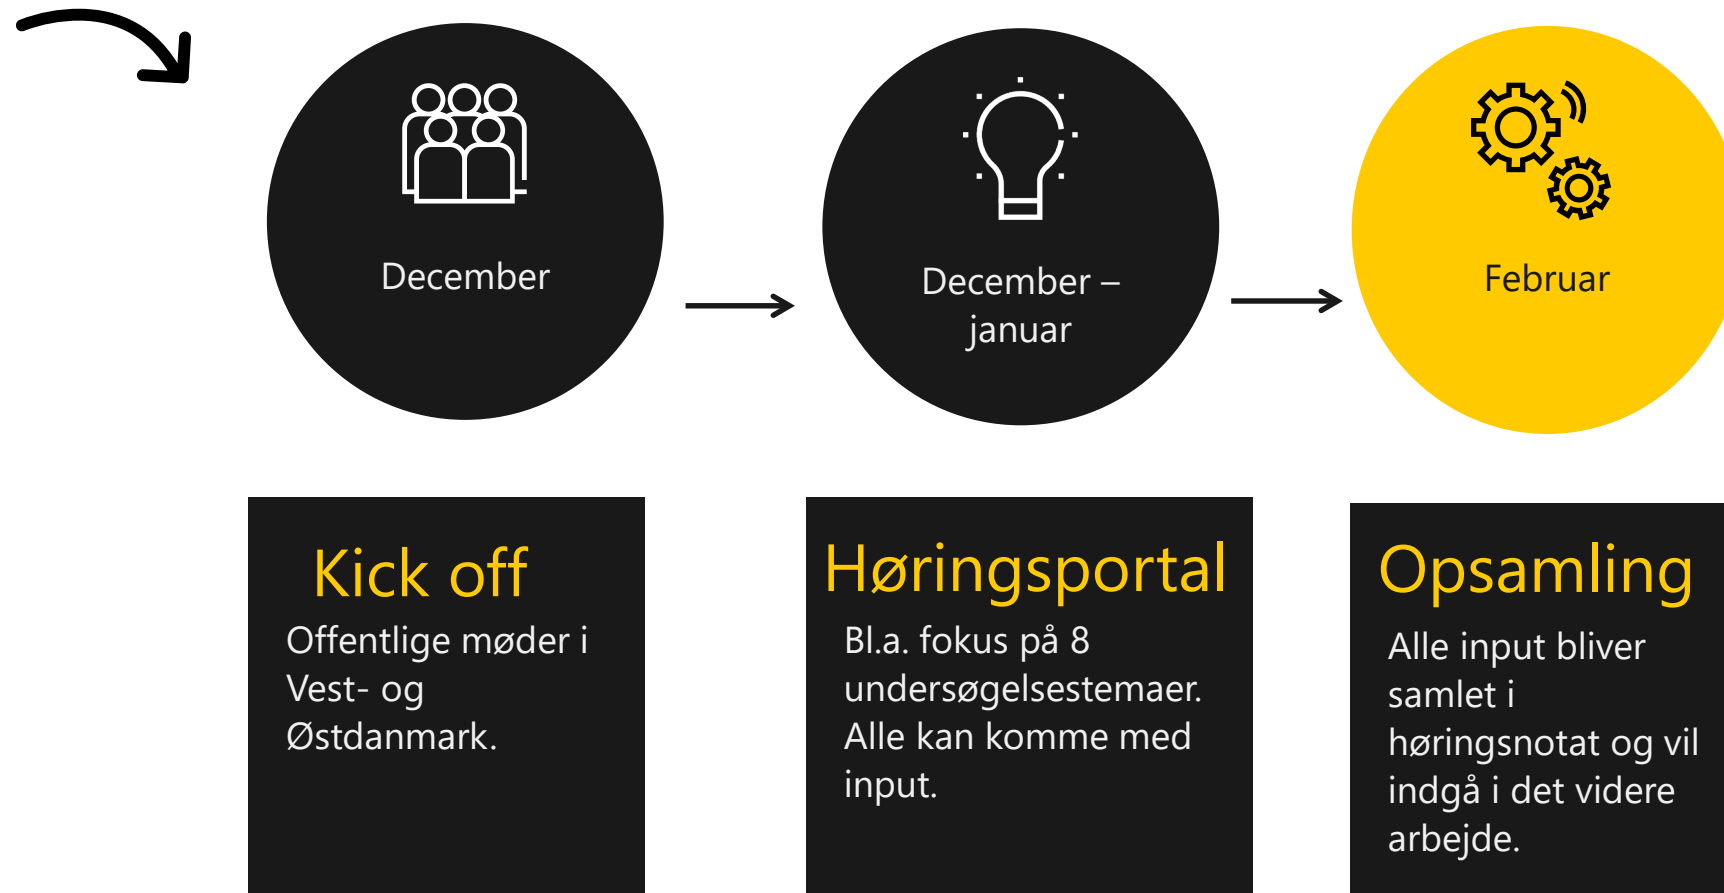 December
December –
januar
Februar
Kick off
Offentlige møder i
Vest- og
Østdanmark.
Høringsportal
Bl.a. fokus på 8
undersøgelsestemaer.
Alle kan komme med
input.
Opsamling
Alle input bliver
samlet i
høringsnotat og vil
indgå i det videre
arbejde.